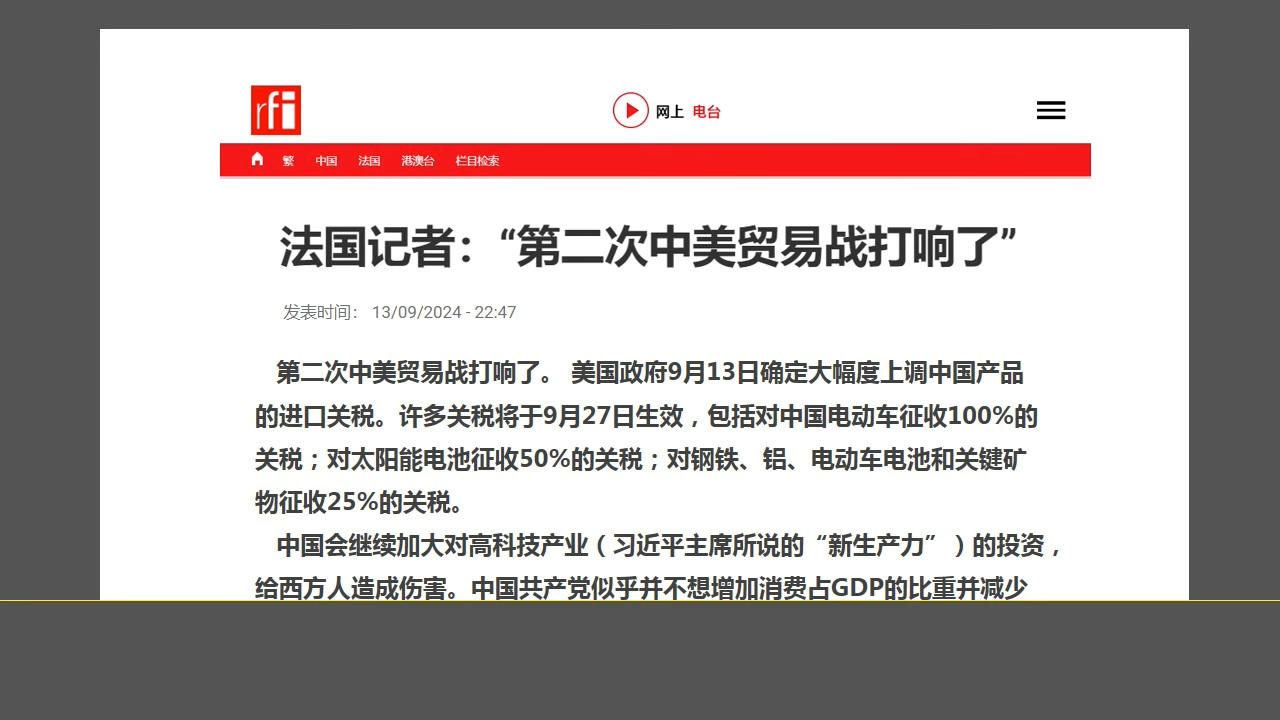 rfi
网上 电台
繁 中国 法国 港澳台 栏目检索
法国记者：“第二次中美贸易战打响了”
发表时间： 13/09/2024 - 22:47
第二次中美贸易战打响了。 美国政府9月13日确定大幅度上调中国产品
的进口关税。许多关税将于9月27日生效，包括对中国电动车征收100%的
关税；对太阳能电池征收50%的关税；对钢铁、铝、电动车电池和关键矿
物征收25%的关税。
中国会继续加大对高科技产业（习近平主席所说的“新生产力”）的投资，
给西方人造成伤害。中国共产党似乎并不想增加消费占GDP的比重并减少